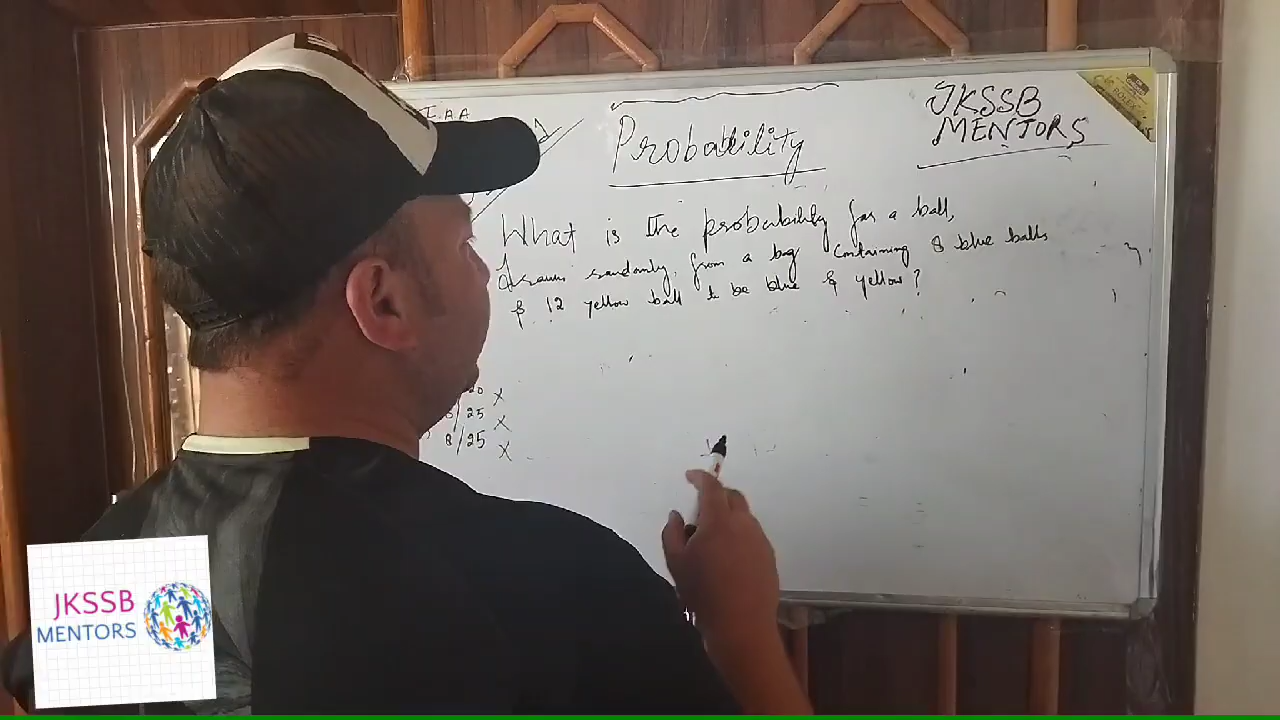 F.A.A
Probability
JKSSB
MENTORS
What is the probability for a ball,
drawn randomly, from a bag containing 8 blue balls
& 12 yellow ball to be blue & yellow?
20 X
/25 X
8/25 X
JKSSB
MENTORS